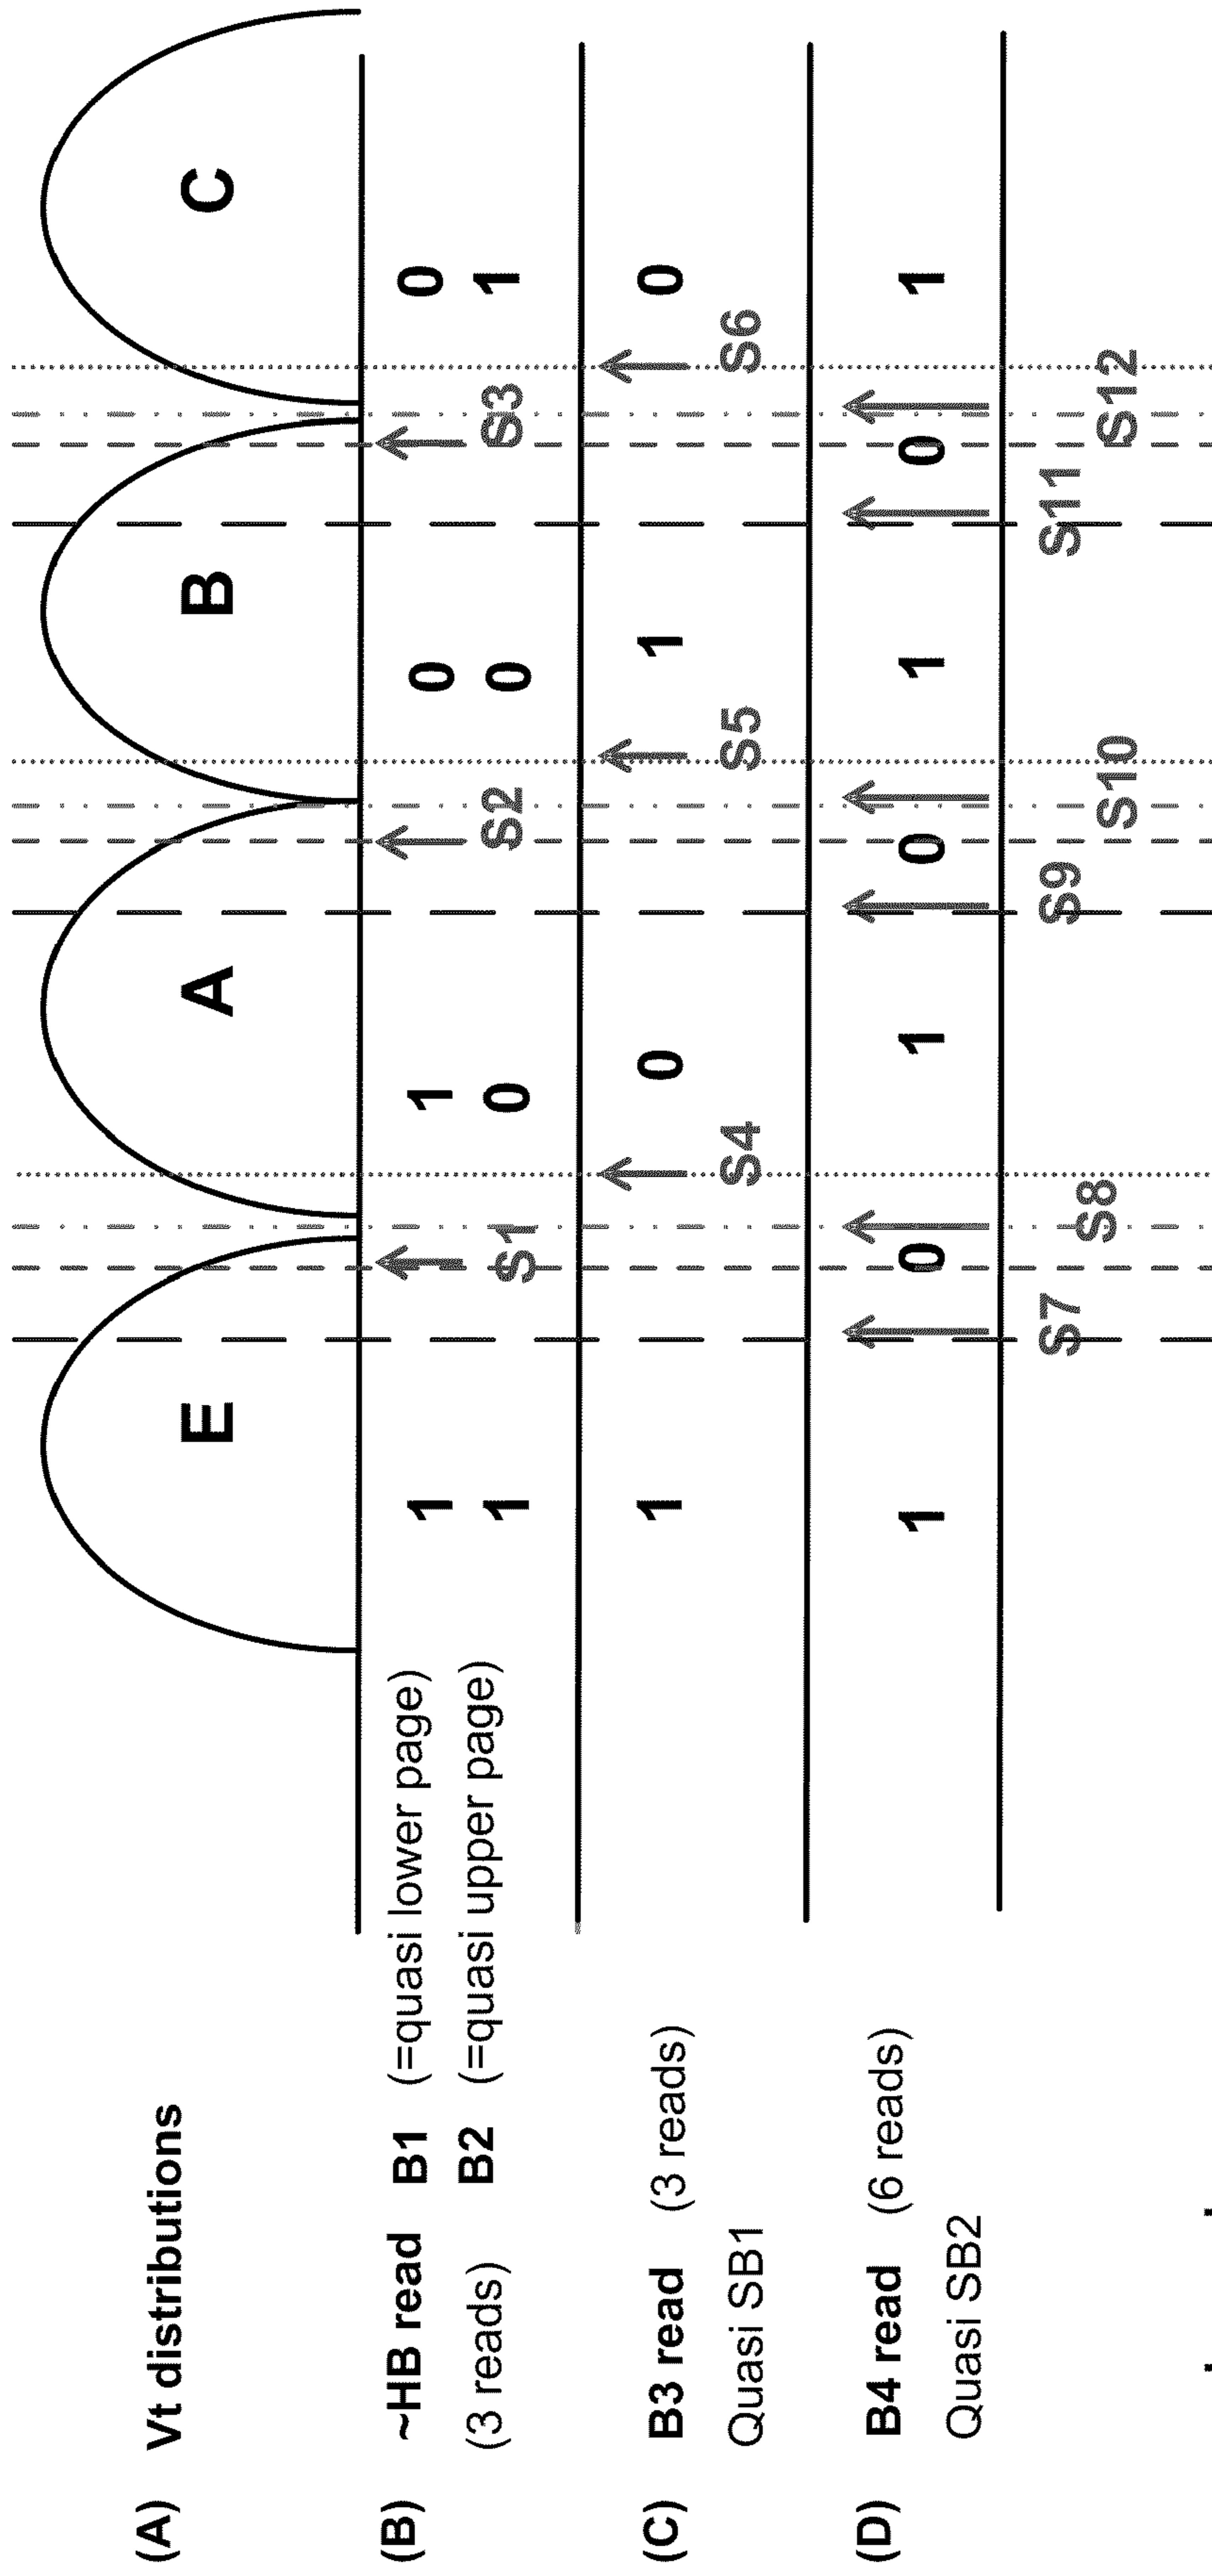 (A) Vt distributions
E A B C
(B) ~HB read B1 (=quasi lower page) 1 1 0 0
(3 reads) B2 (=quasi upper page) 1 0 0 1
S1 S2 S3
(C) B3 read (3 reads) 1 0 1 0
Quasi SB1 S4 S5 S6
(D) B4 read (6 reads) 1 0 1 0 1 0 1
Quasi SB2
S7 S8 S9 S10 S11 S12